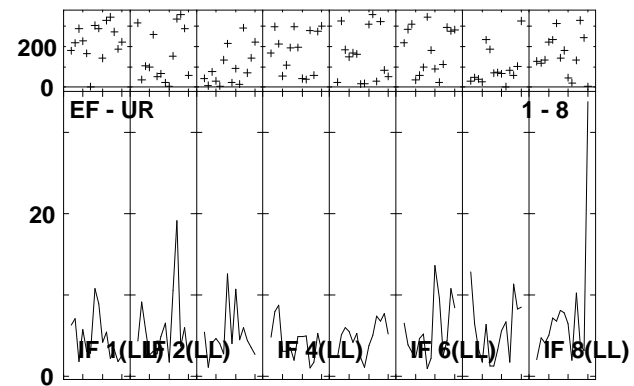 200
0
EF - UR 1 - 8
20
IF 1(LL) IF 2(LL) IF 4(LL) IF 6(LL) IF 8(LL)
0